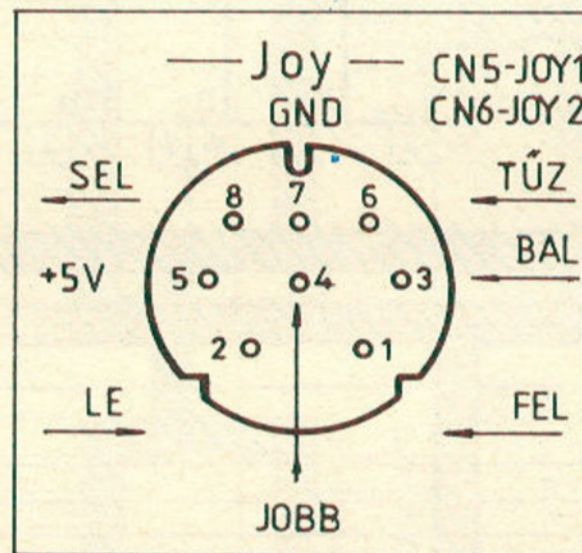 Joy CN5-JOY1
GND CN6-JOY2
SEL 8 7 6 TŰZ
+5V 5 4 3 BAL
2 1
LE FEL
JOBB